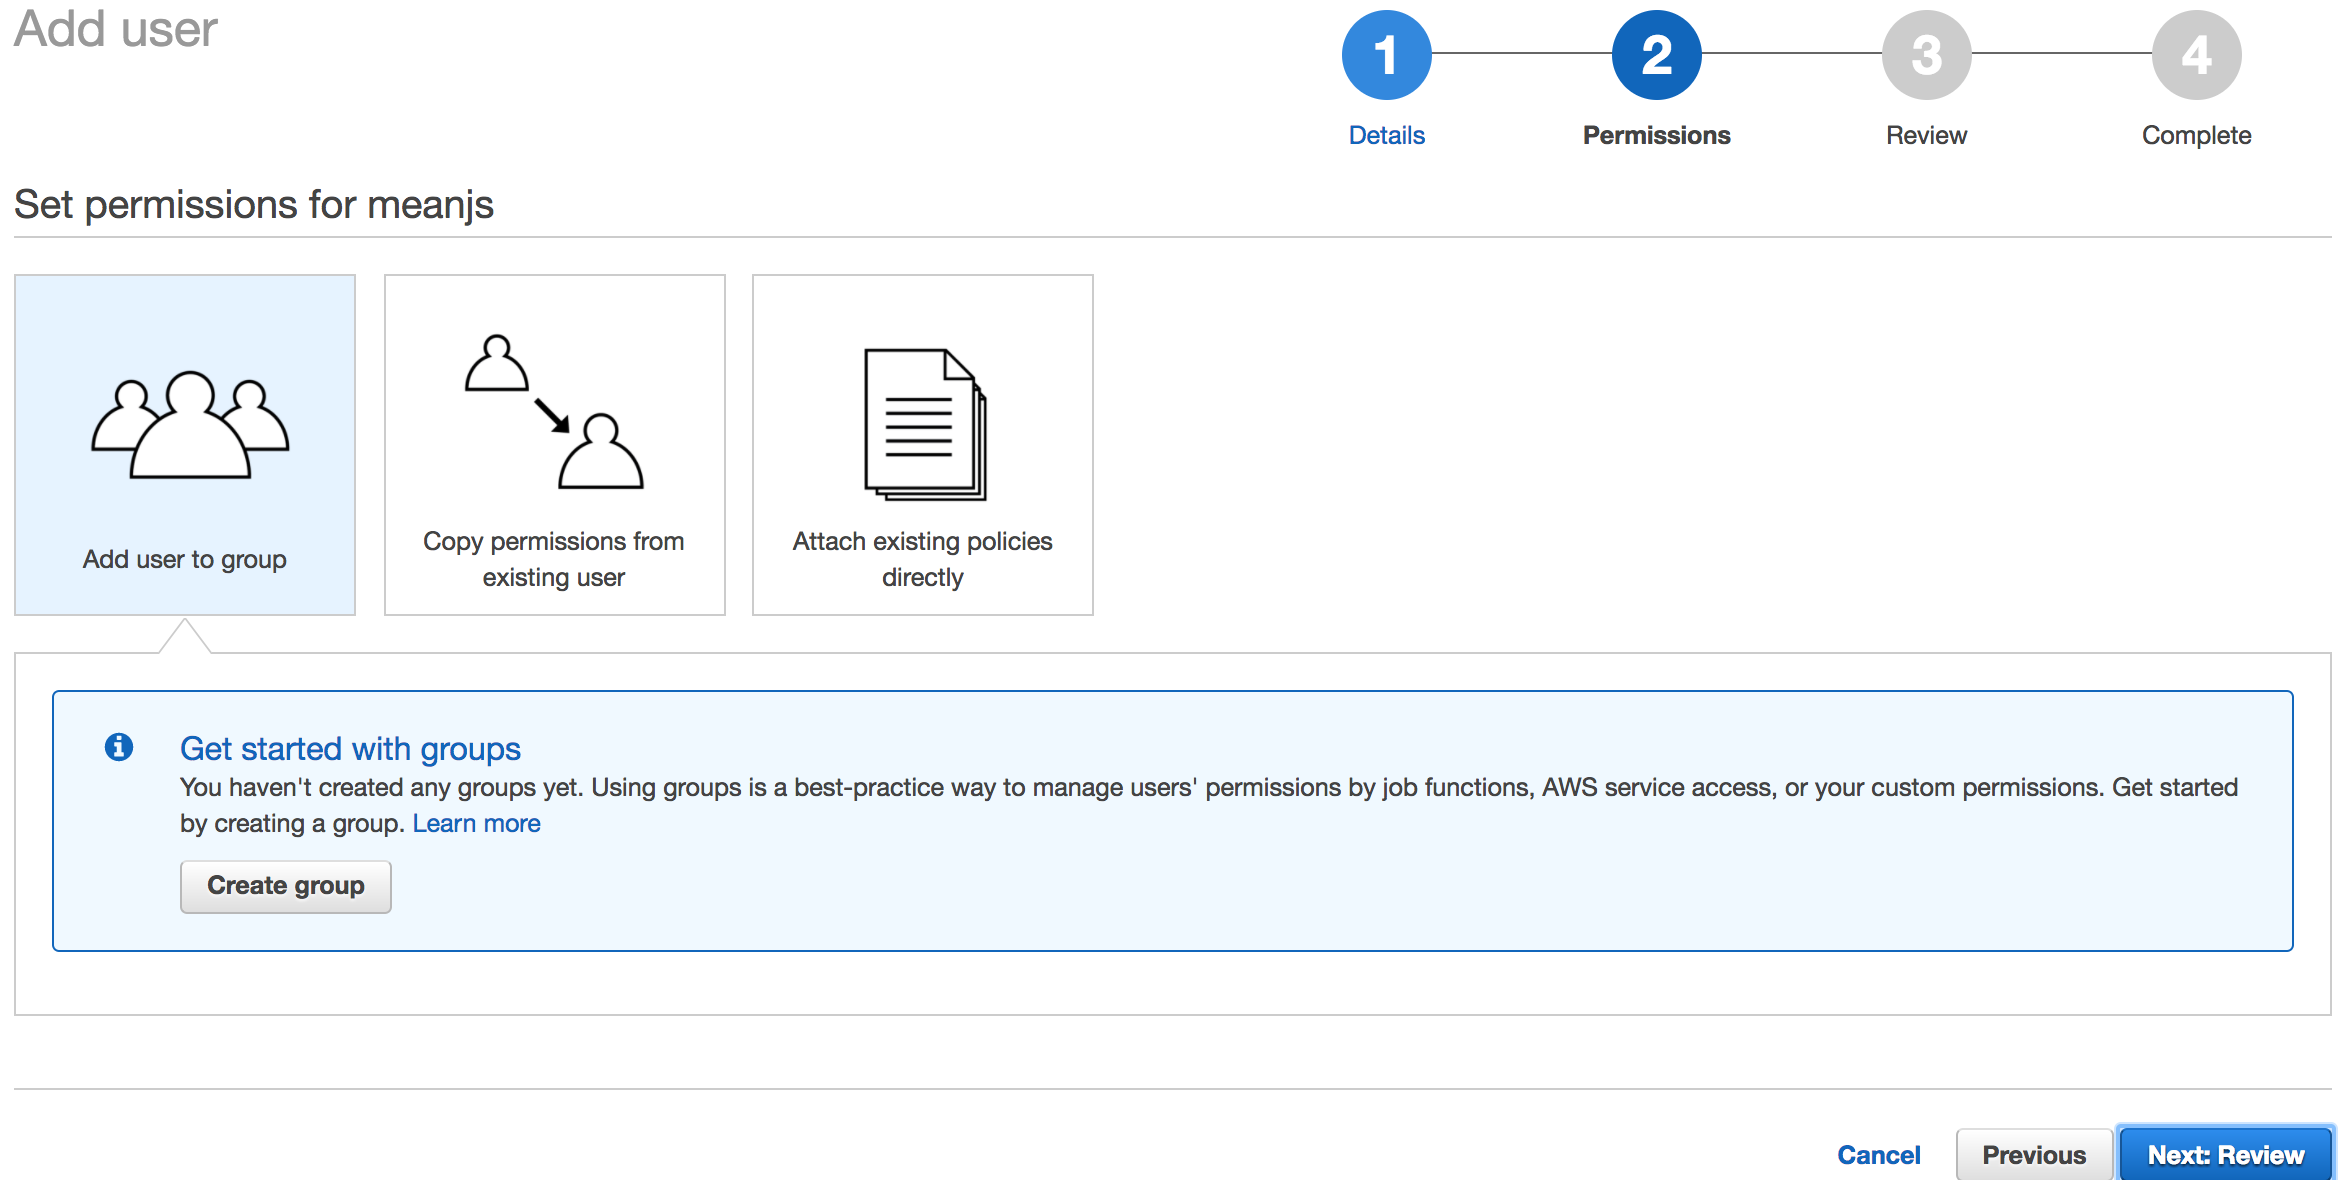 Add user
1
2
3
4
Details
Permissions
Review
Complete
Set permissions for meanjs
Add user to group
Copy permissions from
existing user
Attach existing policies
directly
Get started with groups
You haven't created any groups yet. Using groups is a best-practice way to manage users' permissions by job functions, AWS service access, or your custom permissions. Get started
by creating a group. Learn more
Create group
Cancel
Previous
Next: Review